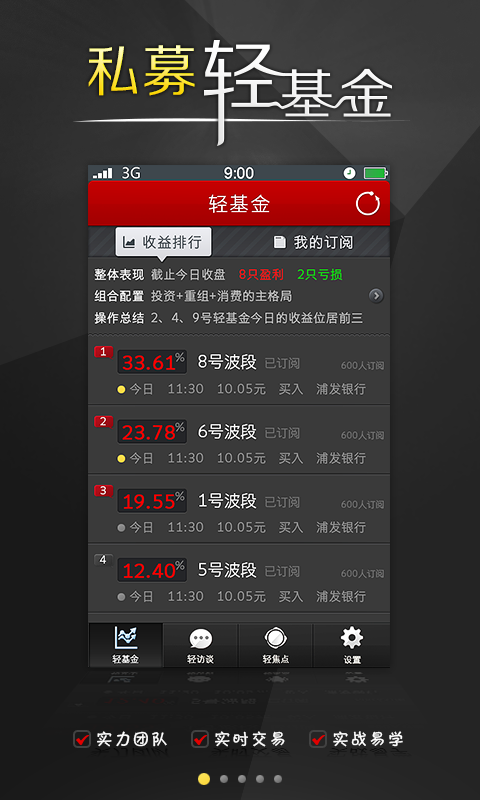 私募轻基金
3G 9:00
轻基金
收益排行 我的订阅
整体表现 截止今日收盘 8只盈利 2只亏损
组合配置 投资+重组+消费的主格局
操作总结 2、4、9号轻基金今日的收益位居前三
1 33.61% 8号波段 已订阅 600人订阅
今日 11:30 10.05元 买入 浦发银行
2 23.78% 6号波段 已订阅 600人订阅
今日 11:30 10.05元 买入 浦发银行
3 19.55% 1号波段 已订阅 600人订阅
今日 11:30 10.05元 买入 浦发银行
4 12.40% 5号波段 已订阅 600人订阅
今日 11:30 10.05元 买入 浦发银行
轻基金 轻访谈 轻焦点 设置
实力团队 实时交易 实战易学